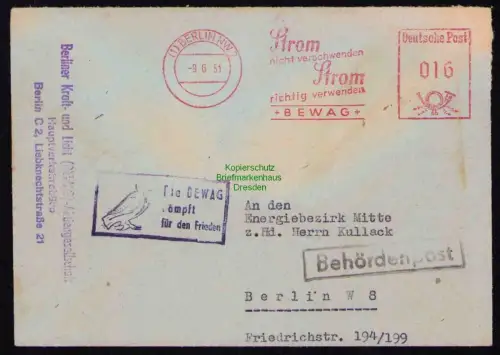 (1) BERLIN NW
-9.6.51
Strom
nicht verschwenden
Strom
richtig verwenden
+ BEWAG +
Deutsche Post
016
Berliner Kraft- und Licht
Berlin C 2, Liebknechtstraße 21
Kopierschutz
Briefmarkenhaus
Dresden
Die BEWAG
kämpft
für den Frieden
An den
Energiebezirk Mitte
z.Hd. Herrn Kullack
Behördenpost
Berlin W 8
Friedrichstr. 194/199